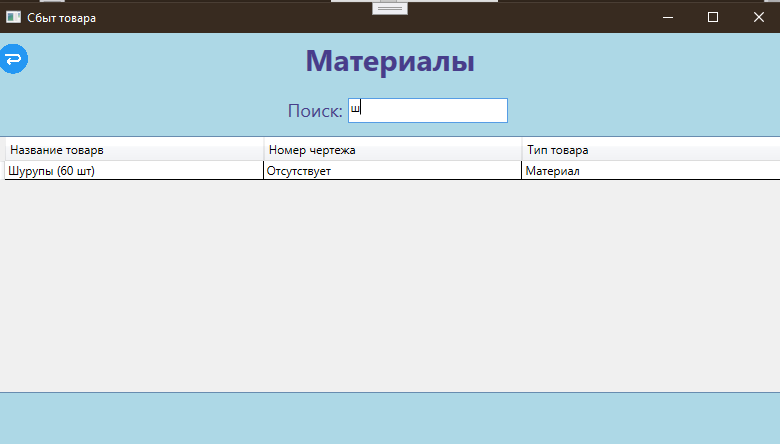 Сбыт товара
Материалы
Поиск: ш
Название товарв Номер чертежа Тип товара
Шурупы (60 шт) Отсутствует Материал